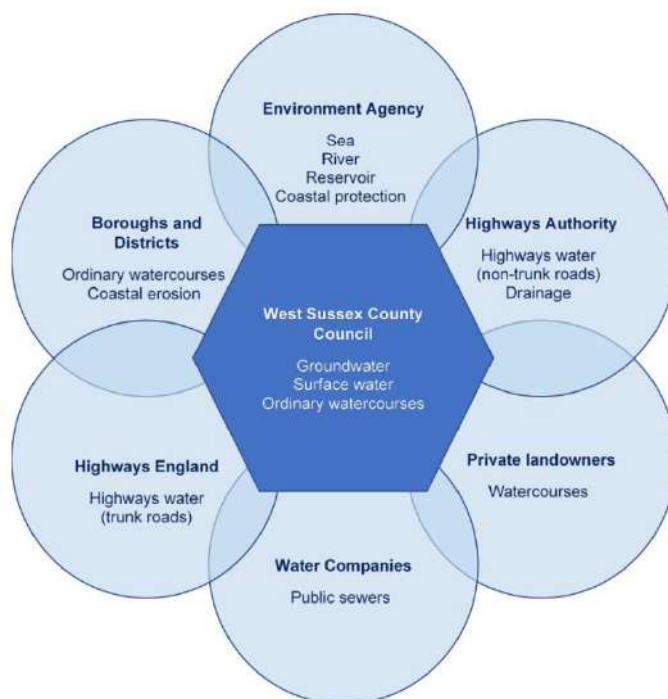 Environment Agency
Sea
River
Reservoir
Coastal protection
Boroughs and
Districts
Ordinary watercourses
Coastal erosion
Highways Authority
Highways water
(non-trunk roads)
Drainage
West Sussex County
Council
Groundwater
Surface water
Ordinary watercourses
Highways England
Highways water
(trunk roads)
Private landowners
Watercourses
Water Companies
Public sewers